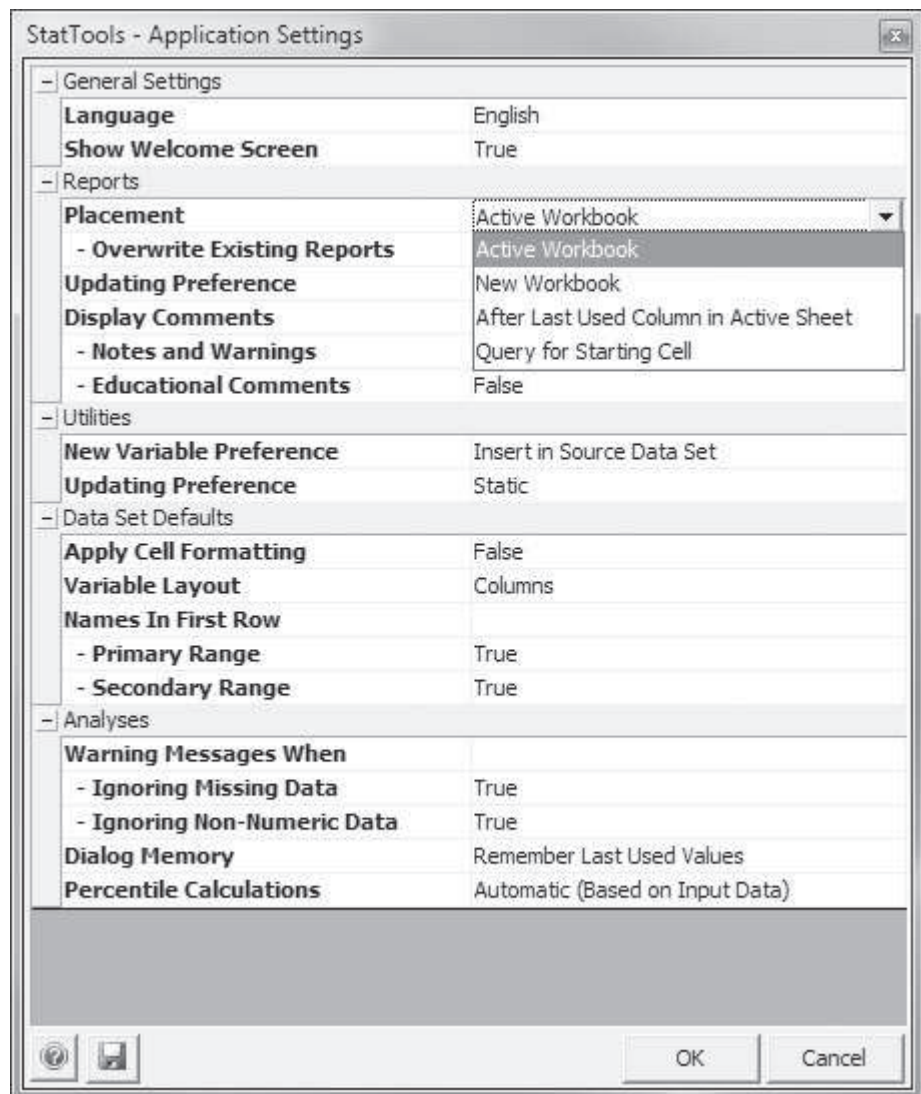 StatTools - Application Settings
General Settings
Language English
Show Welcome Screen True
Reports
Placement Active Workbook
- Overwrite Existing Reports Active Workbook
Updating Preference New Workbook
Display Comments After Last Used Column in Active Sheet
- Notes and Warnings Query for Starting Cell
- Educational Comments False
Utilities
New Variable Preference Insert in Source Data Set
Updating Preference Static
Data Set Defaults
Apply Cell Formatting False
Variable Layout Columns
Names In First Row
- Primary Range True
- Secondary Range True
Analyses
Warning Messages When
- Ignoring Missing Data True
- Ignoring Non-Numeric Data True
Dialog Memory Remember Last Used Values
Percentile Calculations Automatic (Based on Input Data)
OK Cancel